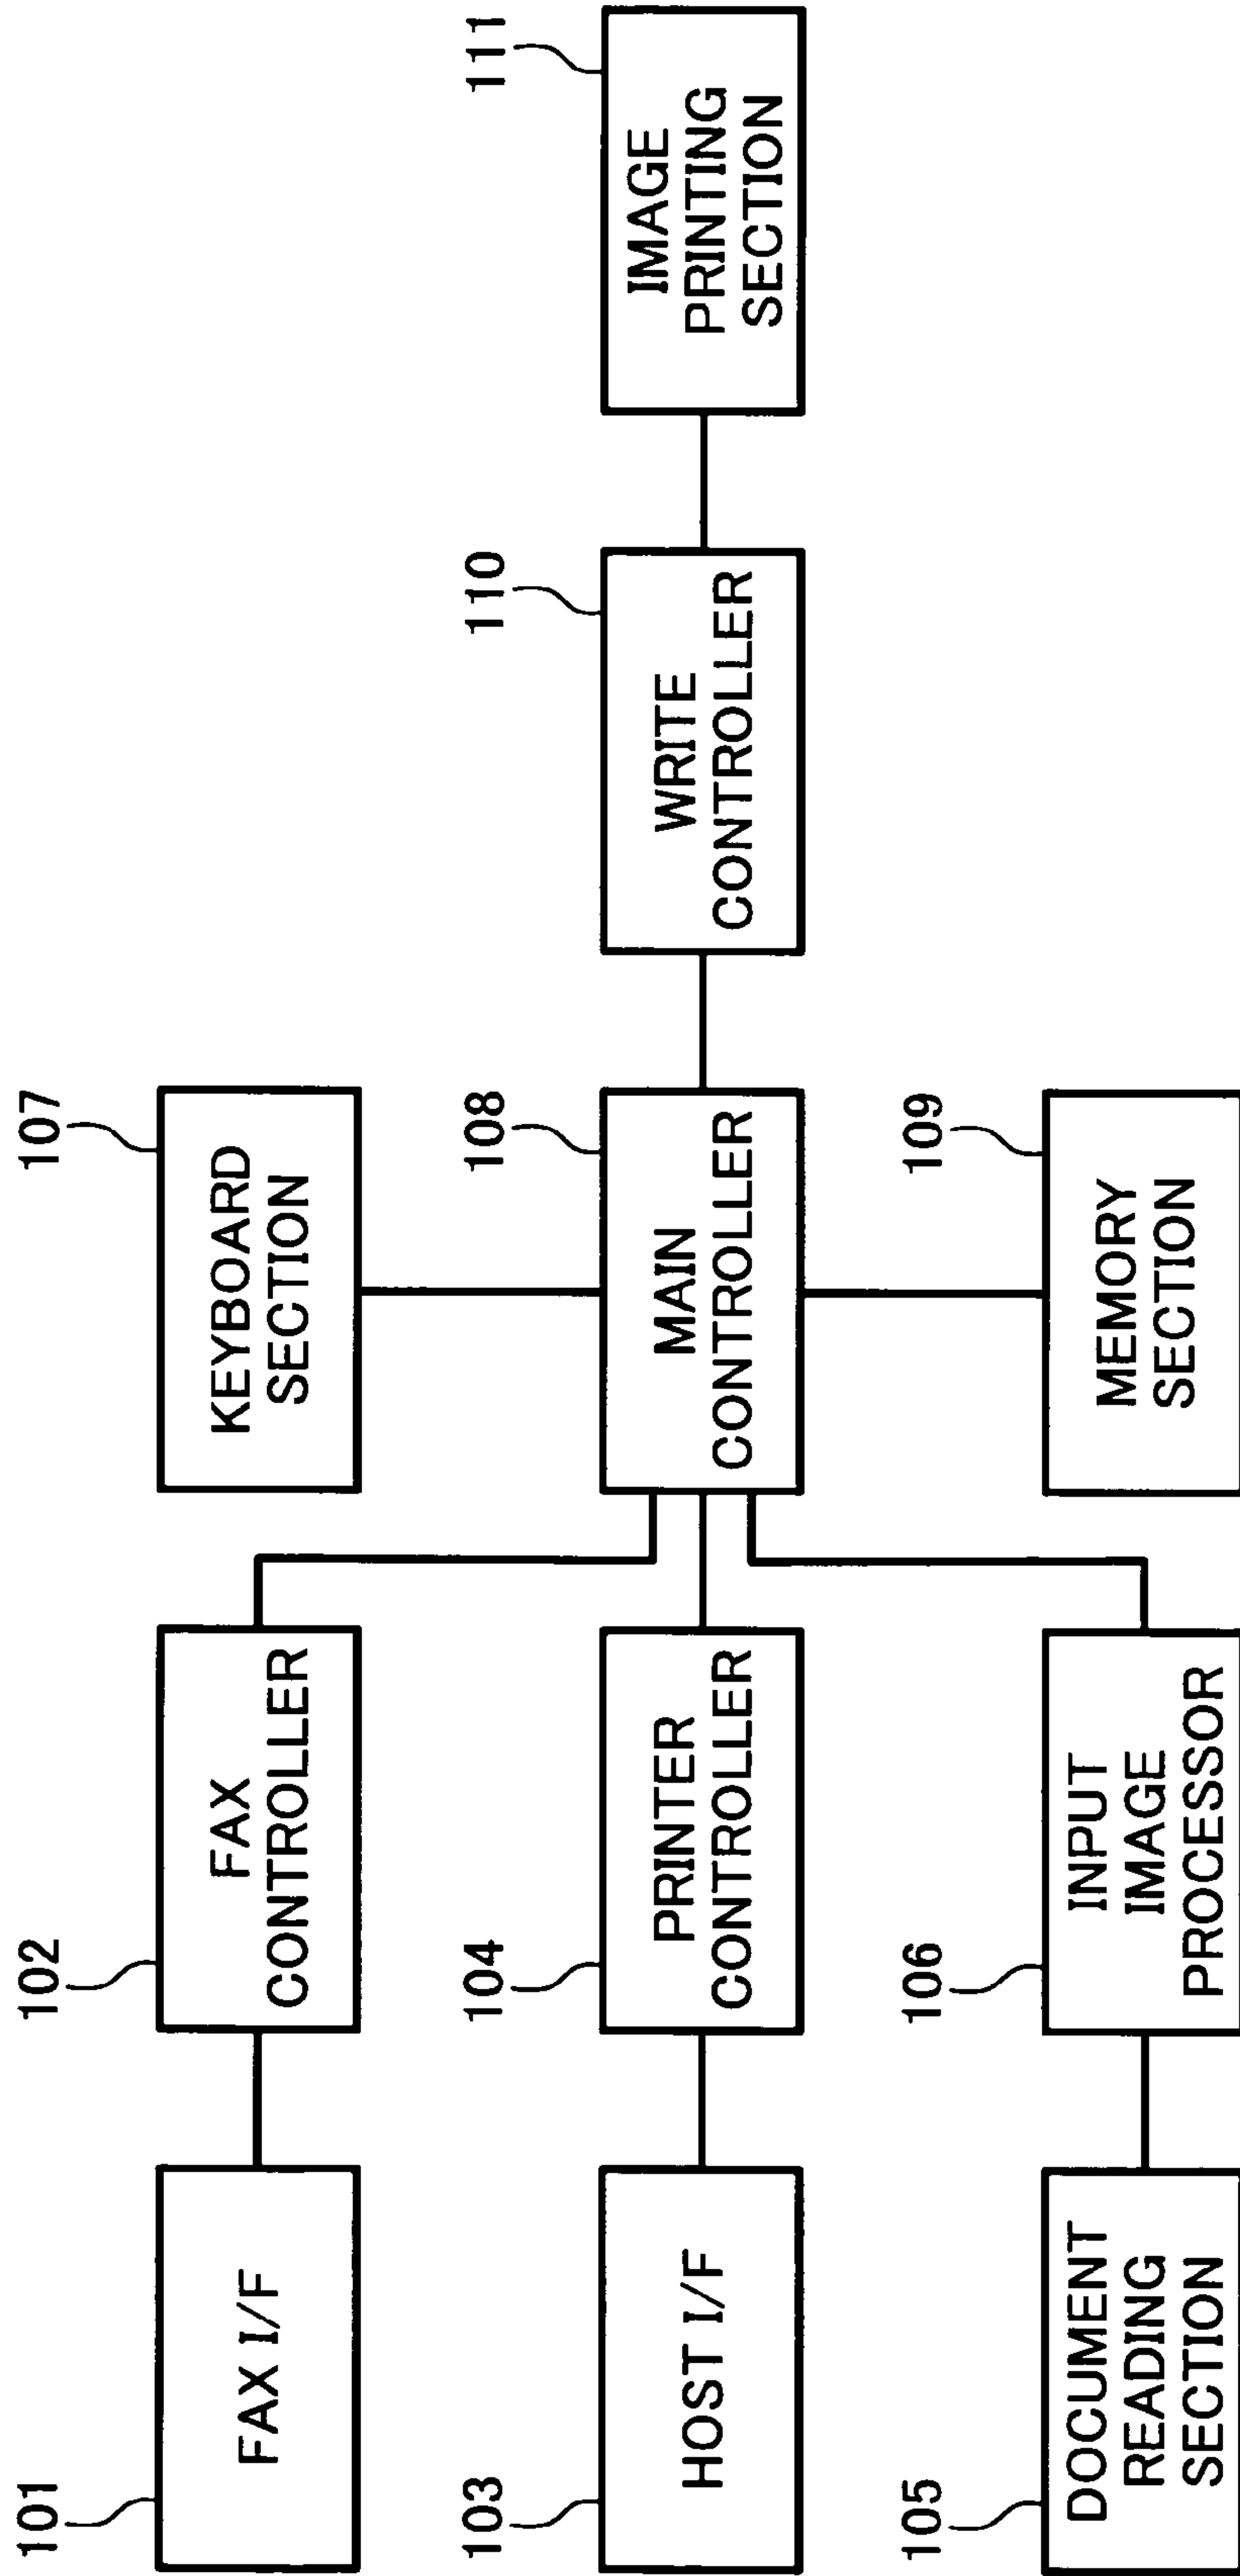 101
FAX I/F
102
FAX
CONTROLLER
107
KEYBOARD
SECTION
103
HOST I/F
104
PRINTER
CONTROLLER
108
MAIN
CONTROLLER
110
WRITE
CONTROLLER
111
IMAGE
PRINTING
SECTION
105
DOCUMENT
READING
SECTION
106
INPUT
IMAGE
PROCESSOR
109
MEMORY
SECTION